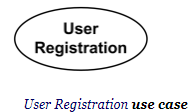 User
Registration
User Registration use case